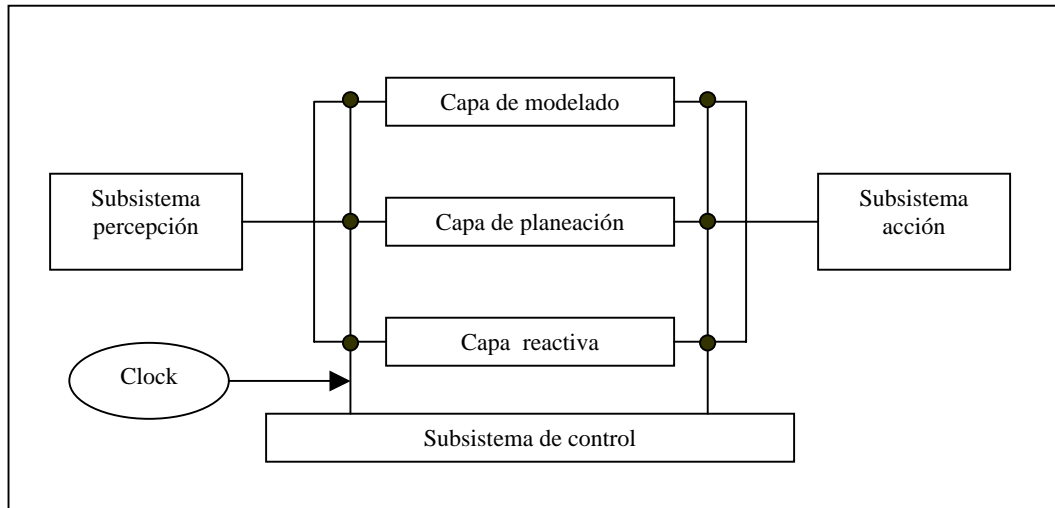 Capa de modelado
Subsistema
percepción
Capa de planeación
Subsistema
acción
Capa reactiva
Clock
Subsistema de control